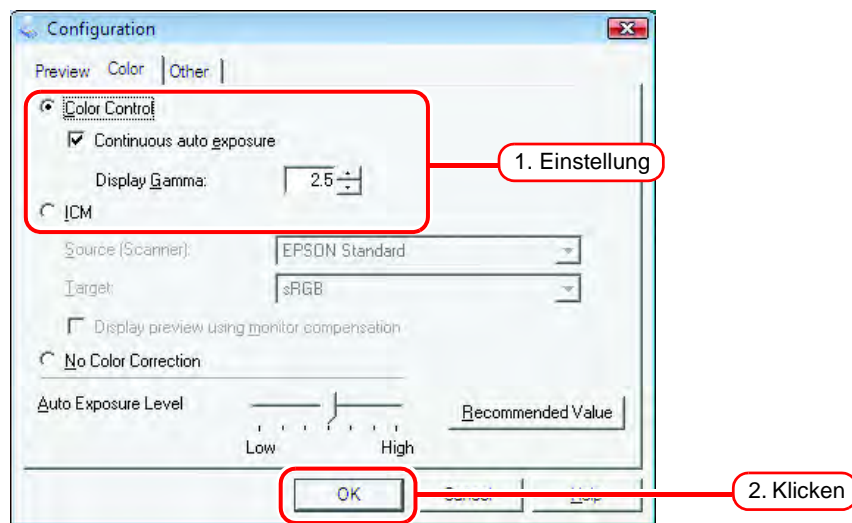 Configuration
Preview Color Other
Color Control
Continuous auto exposure
1. Einstellung
Display Gamma: 2.5
ICM
Source (Scanner): EPSON Standard
Target: sRGB
Display preview using monitor compensation
No Color Correction
Auto Exposure Level
Recommended Value
Low High
OK Cancel Help
2. Klicken